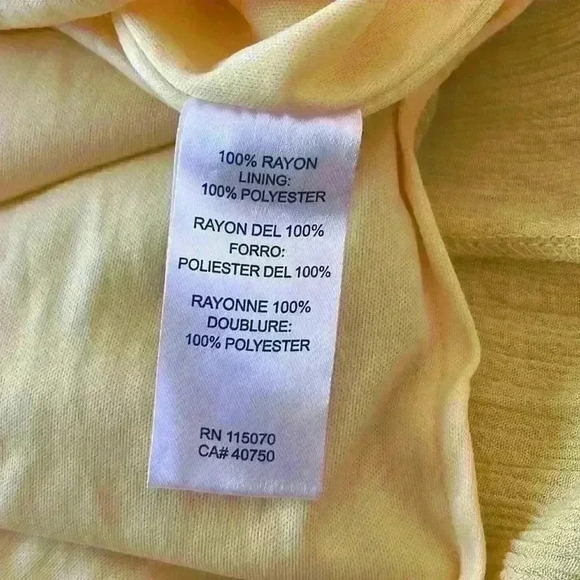 100% RAYON
LINING:
100% POLYESTER
RAYON DEL 100%
FORRO:
POLIESTER DEL 100%
RAYONNE 100%
DOUBLURE:
100% POLYESTER
RN 115070
CA# 40750